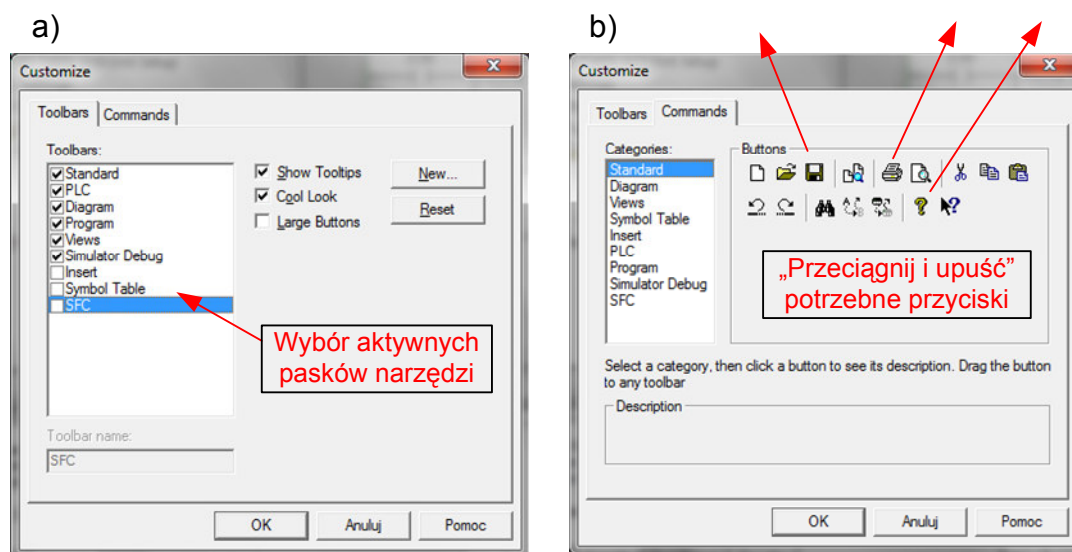 a)
Customize
Toolbars
Commands
Toolbars:
Standard
PLC
Diagram
Program
Views
Simulator Debug
Insert
Symbol Table
SFC
Show Tooltips
Cool Look
Large Buttons
New...
Reset
Wybór aktywnych
pasków narzędzi
Toolbar name:
SFC
OK
Anuluj
Pomoc
b)
Customize
Toolbars
Commands
Categories:
Standard
Diagram
Views
Symbol Table
Insert
PLC
Program
Simulator Debug
SFC
Buttons
„Przeciągnij i upuść”
potrzebne przyciski
Select a category, then click a button to see its description. Drag the button
to any toolbar
Description
OK
Anuluj
Pomoc